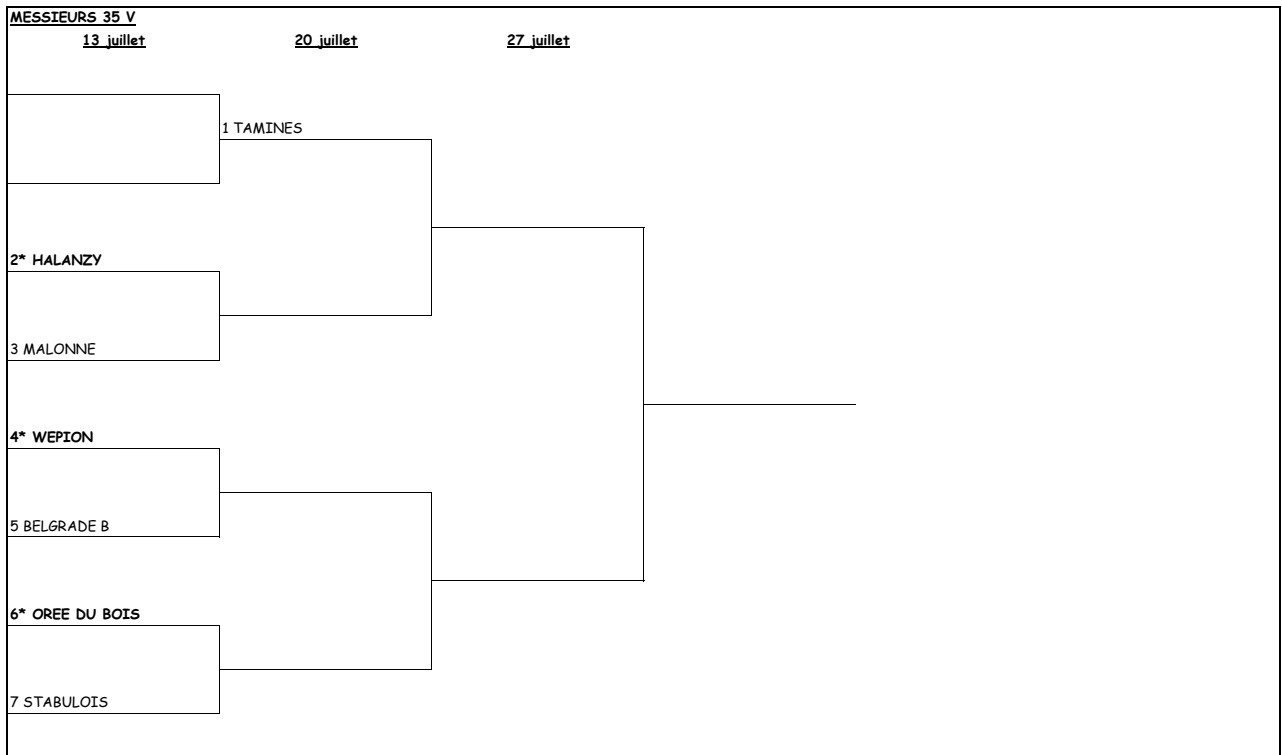 MESSIEURS 35 V
13 juillet 20 juillet 27 juillet
1 TAMINES
2* HALANZY
3 MALONNE
4* WEPION
5 BELGRADE B
6* OREE DU BOIS
7 STABULOIS